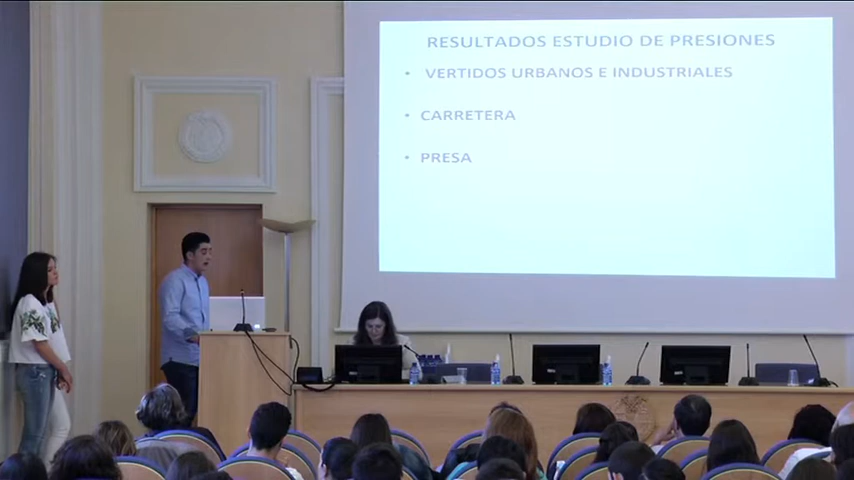 RESULTADOS ESTUDIO DE PRESIONES
• VERTIDOS URBANOS E INDUSTRIALES
• CARRETERA
• PRESA